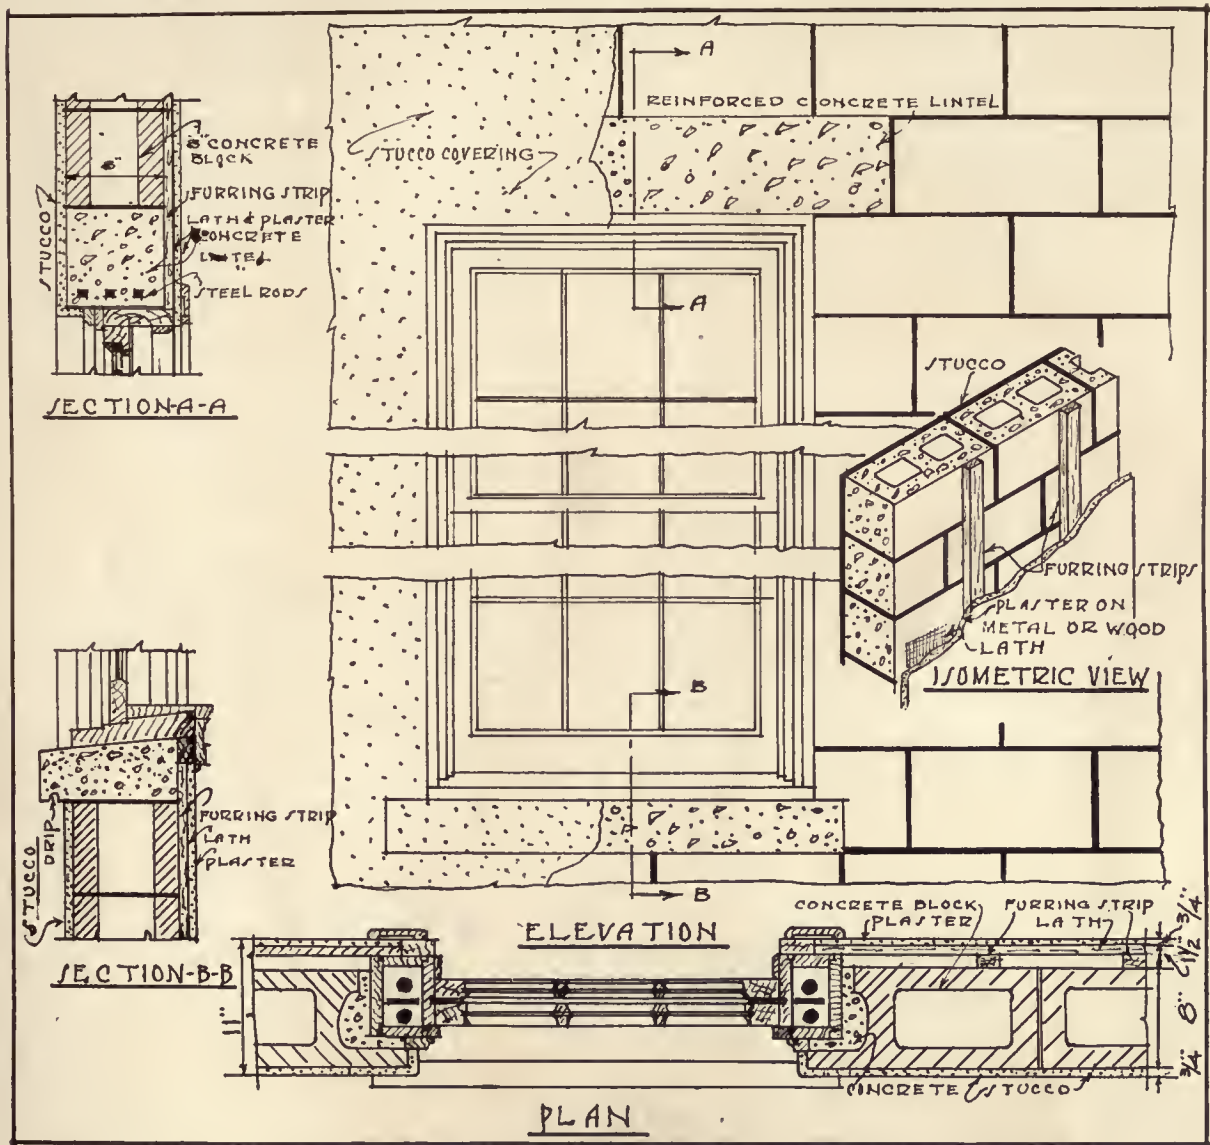 A
REINFORCED CONCRETE LINTEL
STUCCO COVERING
A
8" CONCRETE
BLOCK
8"
FURRING STRIP
LATH & PLASTER
CONCRETE
LINTEL
STEEL RODS
STUCCO
SECTION-A-A
STUCCO
FURRING STRIPS
PLASTER ON
METAL OR WOOD
LATH
ISOMETRIC VIEW
B
B
FURRING STRIP
LATH
PLASTER
DRIP
STUCCO
SECTION-B-B
ELEVATION
CONCRETE BLOCK
PLASTER
FURRING STRIP
LATH
3/4"
1 1/2"
8"
3/4"
11"
CONCRETE
STUCCO
PLAN